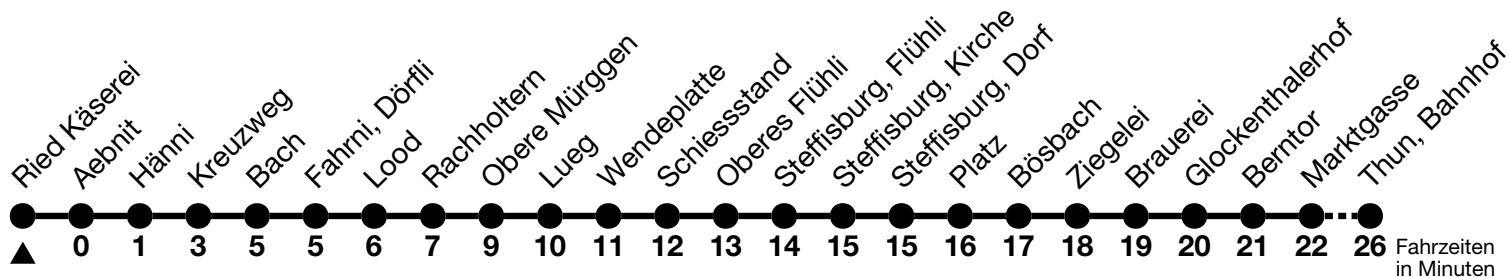 Ried Käserei
Aebnit
Hänni
Kreuzweg
Bach
Fahrni, Dörfli
Lood
Rachholtern
Obere Mürggen
Lueg
Wendeplatte
Schiessstand
Oberes Flühli
Steffisburg, Flühli
Steffisburg, Kirche
Steffisburg, Dorf
Platz
Bösbach
Ziegelei
Brauerei
Glockenthalerhof
Berntor
Marktgasse
Thun, Bahnhof
0 1 3 5 5 6 7 9 10 11 12 13 14 15 15 16 17 18 19 20 21 22 26 Fahrzeiten
in Minuten